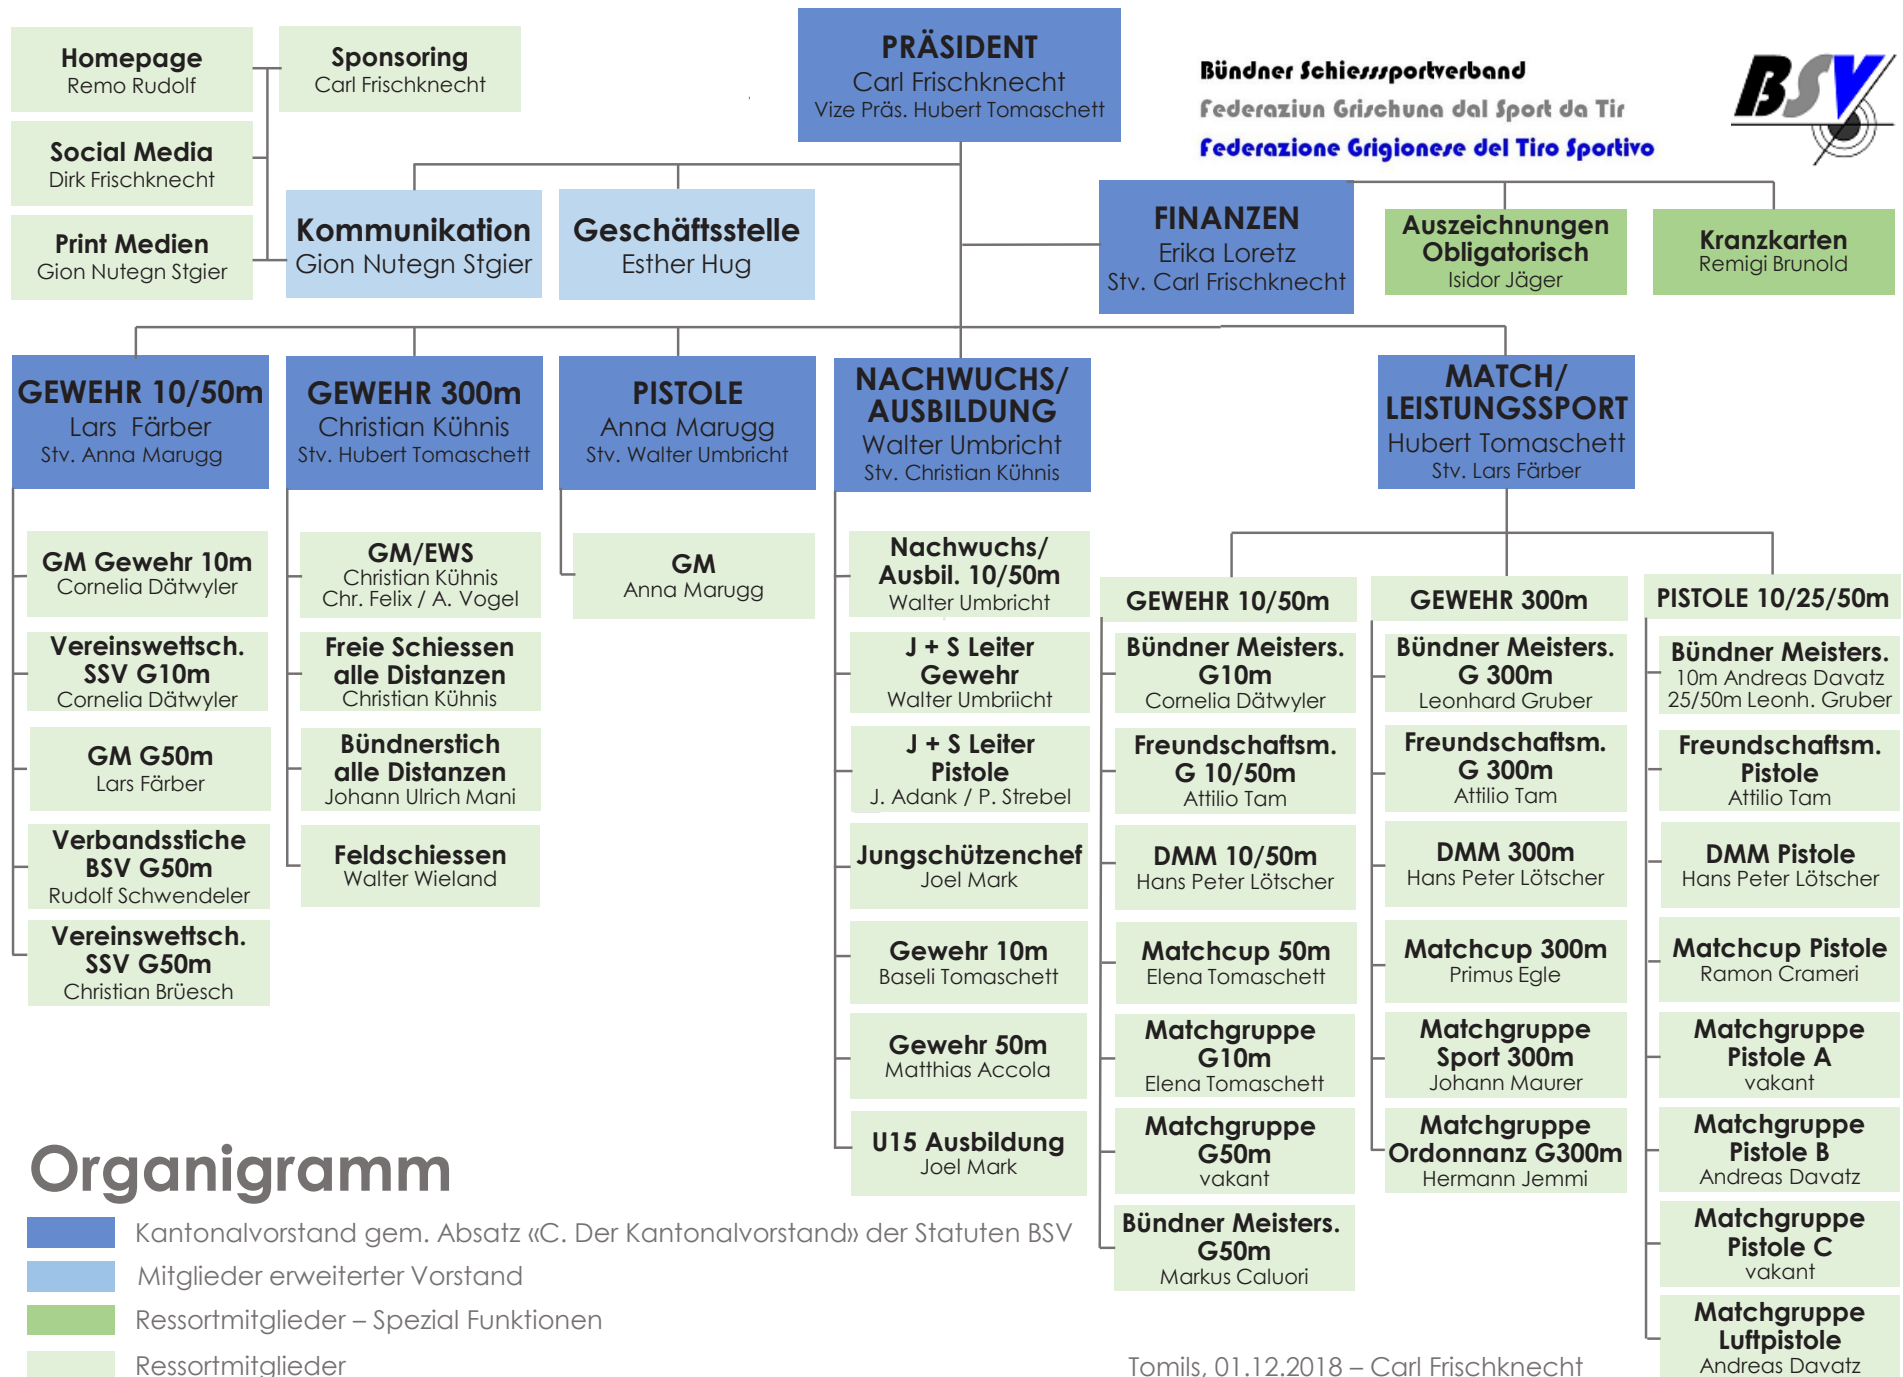 Homepage
Remo Rudolf
Sponsoring
Carl Frischknecht
Social Media
Dirk Frischknecht
Print Medien
Gion Nutegn Stgier
PRÄSIDENT
Carl Frischknecht
Vize Präs. Hubert Tomaschett
Bündner Schiesssportverband
Federaziun Grischuna dal Sport da Tir
Federazione Grigionese del Tiro Sportivo
BSV
Kommunikation
Gion Nutegn Stgier
Geschäftsstelle
Esther Hug
FINANZEN
Erika Loretz
Stv. Carl Frischknecht
Auszeichnungen
Obligatorisch
Isidor Jäger
Kranzkarten
Remigi Brunold
GEWEHR 10/50m
Lars Färber
Stv. Anna Marugg
GEWEHR 300m
Christian Kühnis
Stv. Hubert Tomaschett
PISTOLE
Anna Marugg
Stv. Walter Umbricht
NACHWUCHS/
AUSBILDUNG
Walter Umbricht
Stv. Christian Kühnis
MATCH/
LEISTUNGSSPORT
Hubert Tomaschett
Stv. Lars Färber
GM Gewehr 10m
Cornelia Dätwyler
Vereinswettsch.
SSV G10m
Cornelia Dätwyler
GM G50m
Lars Färber
Verbandsstiche
BSV G50m
Rudolf Schwendeler
Vereinswettsch.
SSV G50m
Christian Brüesch
GM/EWS
Christian Kühnis
Chr. Felix / A. Vogel
Freie Schiessen
alle Distanzen
Christian Kühnis
Bündnerstich
alle Distanzen
Johann Ulrich Mani
Feldschiessen
Walter Wieland
GM
Anna Marugg
Nachwuchs/
Ausbil. 10/50m
Walter Umbricht
J + S Leiter
Gewehr
Walter Umbriicht
J + S Leiter
Pistole
J. Adank / P. Strebel
Jungschützenchef
Joel Mark
Gewehr 10m
Baseli Tomaschett
Gewehr 50m
Matthias Accola
U15 Ausbildung
Joel Mark
GEWEHR 10/50m
Bündner Meisters.
G10m
Cornelia Dätwyler
Freundschaftsm.
G 10/50m
Attilio Tam
DMM 10/50m
Hans Peter Lötscher
Matchcup 50m
Elena Tomaschett
Matchgruppe
G10m
Elena Tomaschett
Matchgruppe
G50m
vakant
Bündner Meisters.
G50m
Markus Caluori
GEWEHR 300m
Bündner Meisters.
G 300m
Leonhard Gruber
Freundschaftsm.
G 300m
Attilio Tam
DMM 300m
Hans Peter Lötscher
Matchcup 300m
Primus Egle
Matchgruppe
Sport 300m
Johann Maurer
Matchgruppe
Ordonnanz G300m
Hermann Jemmi
PISTOLE 10/25/50m
Bündner Meisters.
10m Andreas Davatz
25/50m Leonh. Gruber
Freundschaftsm.
Pistole
Attilio Tam
DMM Pistole
Hans Peter Lötscher
Matchcup Pistole
Ramon Crameri
Matchgruppe
Pistole A
vakant
Matchgruppe
Pistole B
Andreas Davatz
Matchgruppe
Pistole C
vakant
Matchgruppe
Luftpistole
Andreas Davatz
Organigramm
Kantonalvorstand gem. Absatz «C. Der Kantonalvorstand» der Statuten BSV
Mitglieder erweiterter Vorstand
Ressortmitglieder – Spezial Funktionen
Ressortmitglieder
Tomils, 01.12.2018 – Carl Frischknecht